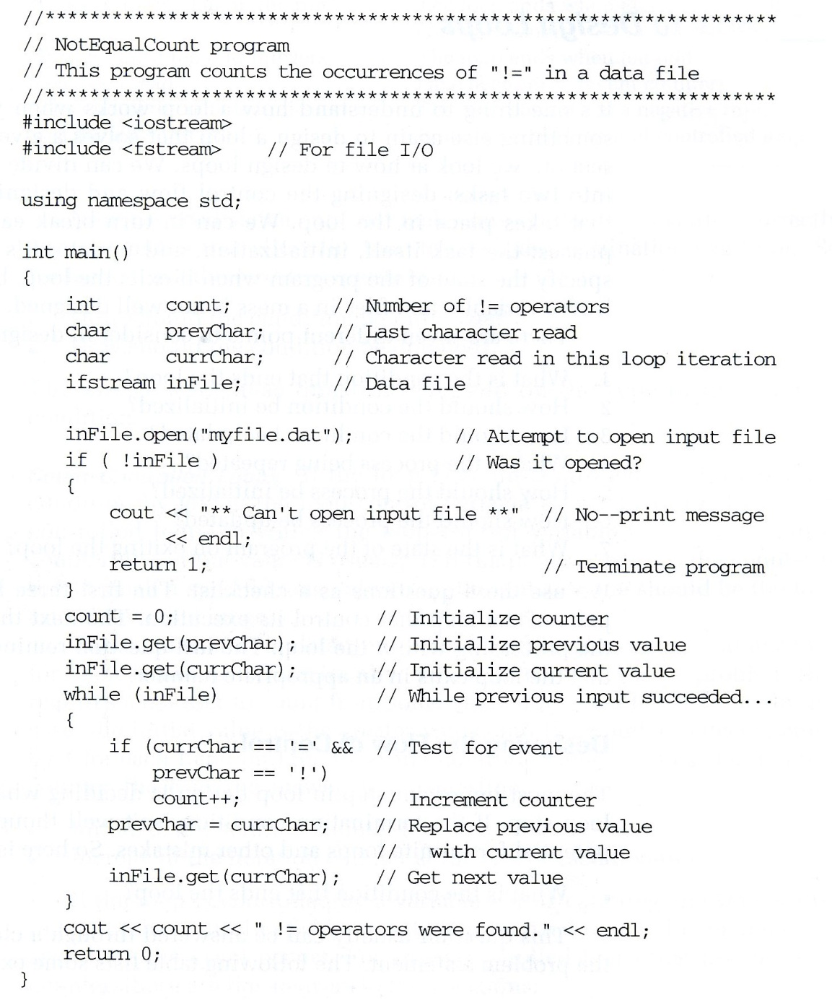 //******************************************************************
// NotEqualCount program
// This program counts the occurrences of "!=" in a data file
//******************************************************************
#include <iostream>
#include <fstream>    // For file I/O
using namespace std;
int main()
{
    int      count;         // Number of != operators
    char     prevChar;      // Last character read
    char     currChar;      // Character read in this loop iteration
    ifstream inFile;        // Data file
    inFile.open("myfile.dat");         // Attempt to open input file
    if ( !inFile )                     // Was it opened?
    {
        cout << "** Can't open input file **"  // No--print message
             << endl;
        return 1;                              // Terminate program
    }
    count = 0;                  // Initialize counter
    inFile.get(prevChar);       // Initialize previous value
    inFile.get(currChar);       // Initialize current value
    while (inFile)              // While previous input succeeded...
    {
        if (currChar == '=' &&  // Test for event
            prevChar == '!')
            count++;            // Increment counter
        prevChar = currChar;    // Replace previous value
                                //  with current value
        inFile.get(currChar);   // Get next value
    }
    cout << count << " != operators were found." << endl;
    return 0;
}